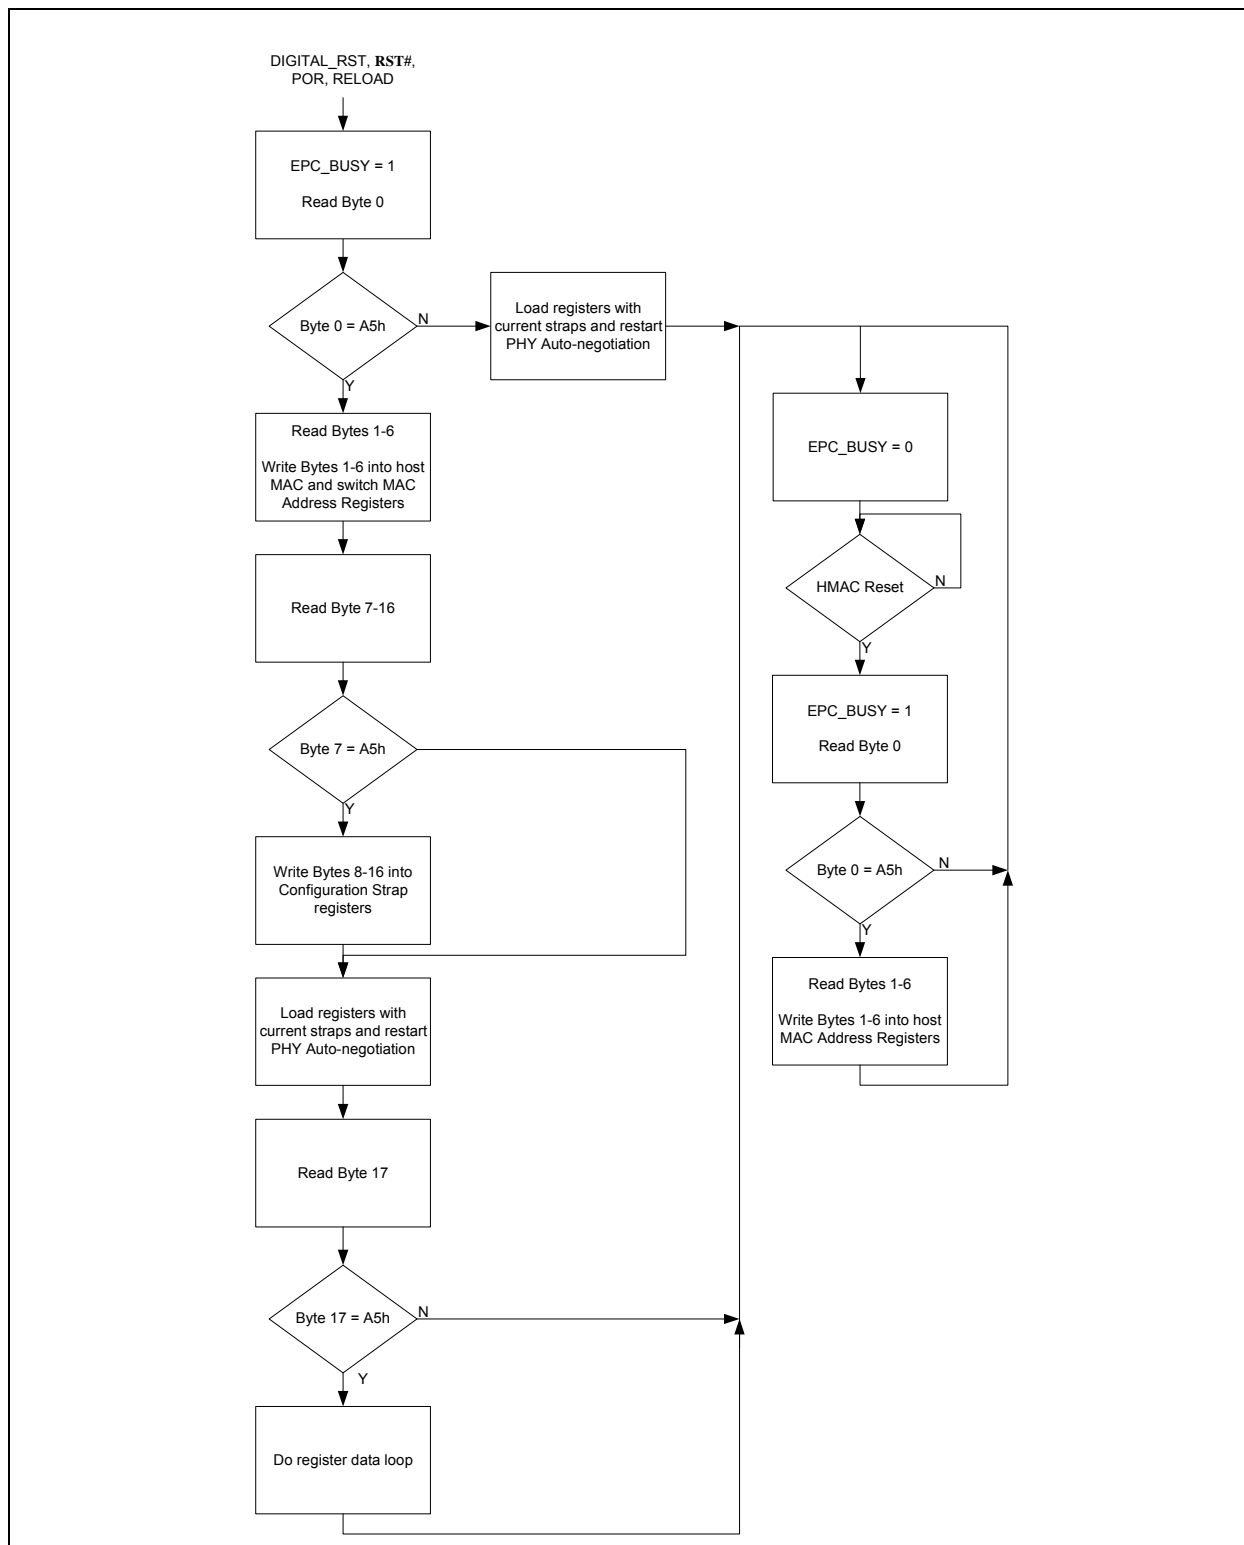 DIGITAL_RST, RST#,
POR, RELOAD
EPC_BUSY = 1
Read Byte 0
Byte 0 = A5h
N
Y
Load registers with
current straps and restart
PHY Auto-negotiation
Read Bytes 1-6
Write Bytes 1-6 into host
MAC and switch MAC
Address Registers
Read Byte 7-16
Byte 7 = A5h
Y
Write Bytes 8-16 into
Configuration Strap
registers
Load registers with
current straps and restart
PHY Auto-negotiation
Read Byte 17
Byte 17 = A5h
N
Y
Do register data loop
EPC_BUSY = 0
HMAC Reset
N
Y
EPC_BUSY = 1
Read Byte 0
Byte 0 = A5h
N
Y
Read Bytes 1-6
Write Bytes 1-6 into host
MAC Address Registers